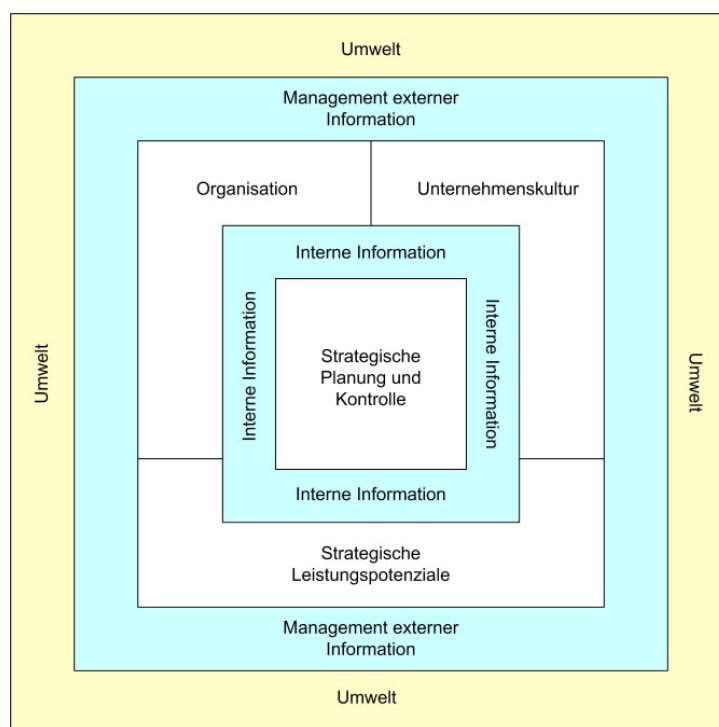 Umwelt
Management externer
Information
Organisation
Unternehmenskultur
Interne Information
Umwelt
Interne Information
Strategische
Planung und
Kontrolle
Interne Information
Umwelt
Interne Information
Strategische
Leistungspotenziale
Management externer
Information
Umwelt